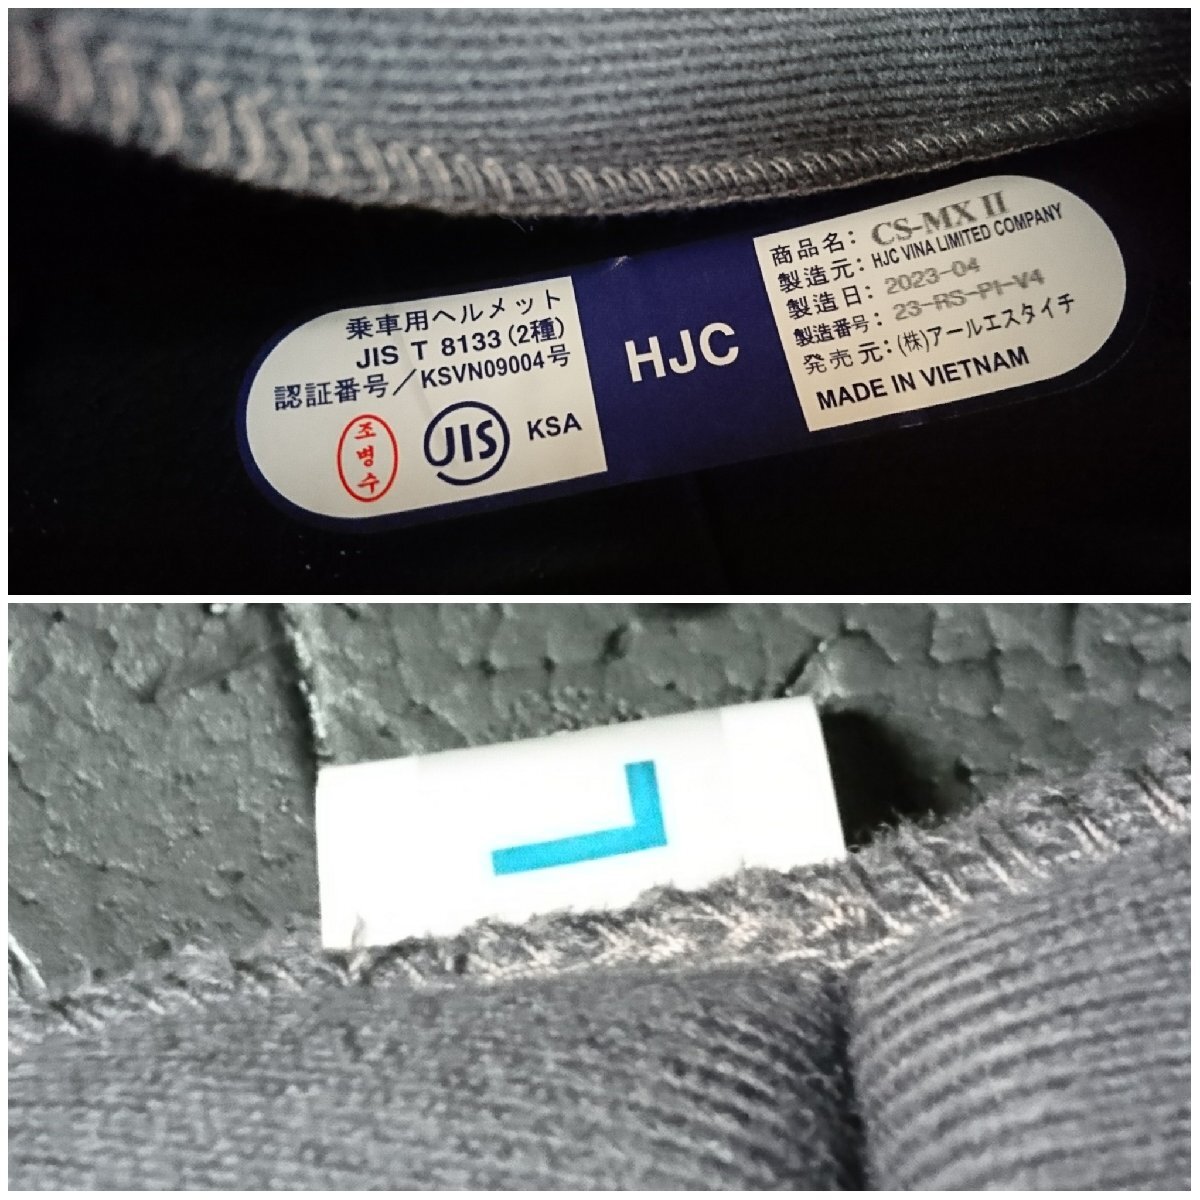 乗車用ヘルメット
JIS T 8133 (2種)
認証番号／KSVN09004号
조병수
JIS
KSA
HJC
商品名： CS-MX II
製造元： HJC VINA LIMITED COMPANY
製造日： 2023-04
製造番号： 23-RS-PI-V4
発売元： (株)アールエスタイチ
MADE IN VIETNAM
L